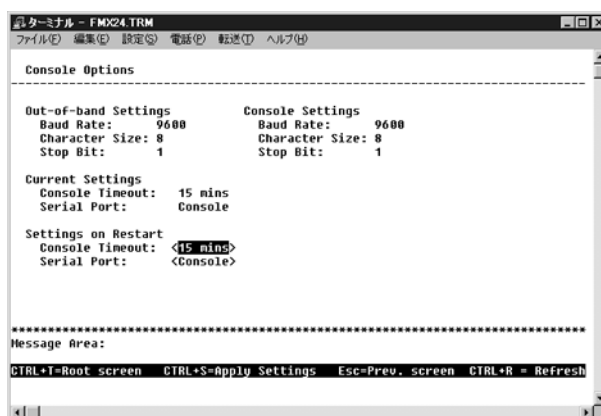 ターミナル - FMX24.TRM
ファイル(F) 編集(E) 設定(S) 電話(P) 転送(T) ヘルプ(H)
Console Options
Out-of-band Settings Console Settings
Baud Rate: 9600 Baud Rate: 9600
Character Size: 8 Character Size: 8
Stop Bit: 1 Stop Bit: 1
Current Settings
Console Timeout: 15 mins
Serial Port: Console
Settings on Restart
Console Timeout: <15 mins>
Serial Port: <Console>
********************************************************************************
Message Area:
CTRL+T=Root screen CTRL+S=Apply Settings Esc=Prev. screen CTRL+R = Refresh